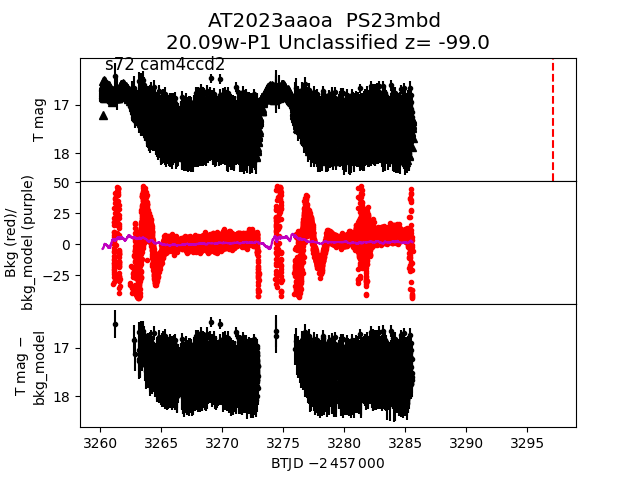 AT2023aaoa  PS23mbd
20.09w-P1 Unclassified z= -99.0
s72 cam4ccd2
T mag
17
18
Bkg (red)/
bkg_model (purple)
50
25
0
−25
T mag −
bkg_model
17
18
3260
3265
3270
3275
3280
3285
3290
3295
BTJD −2 457 000